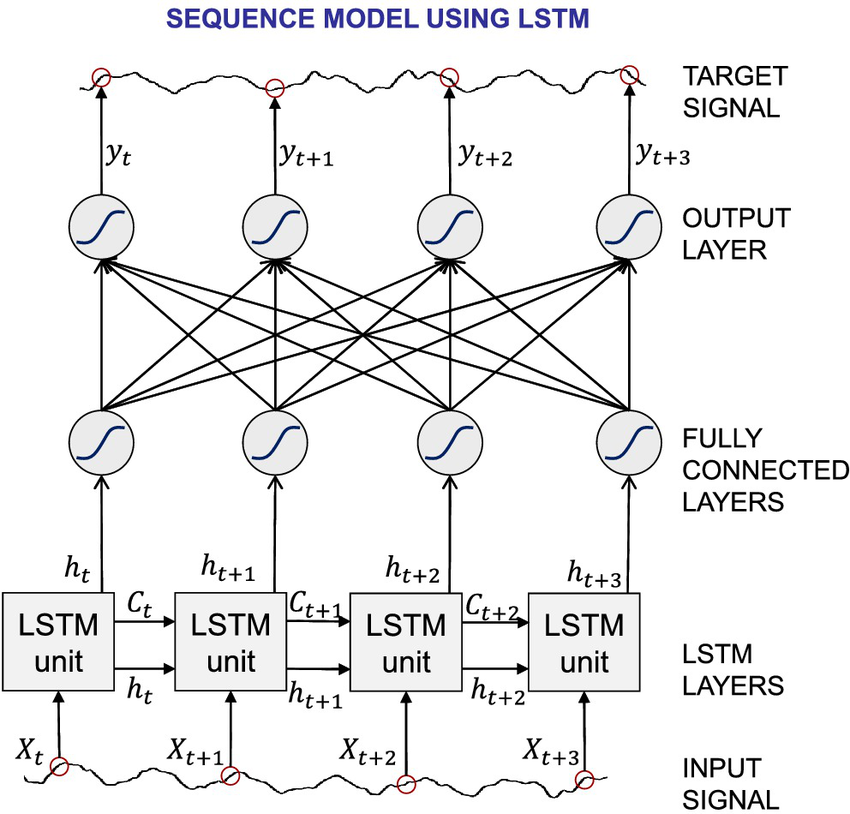 SEQUENCE MODEL USING LSTM
TARGET
SIGNAL
y_t
y_{t+1}
y_{t+2}
y_{t+3}
OUTPUT
LAYER
FULLY
CONNECTED
LAYERS
h_t
h_{t+1}
h_{t+2}
h_{t+3}
LSTM
unit
C_t
h_t
LSTM
unit
C_{t+1}
h_{t+1}
LSTM
unit
C_{t+2}
h_{t+2}
LSTM
unit
LSTM
LAYERS
X_t
X_{t+1}
X_{t+2}
X_{t+3}
INPUT
SIGNAL